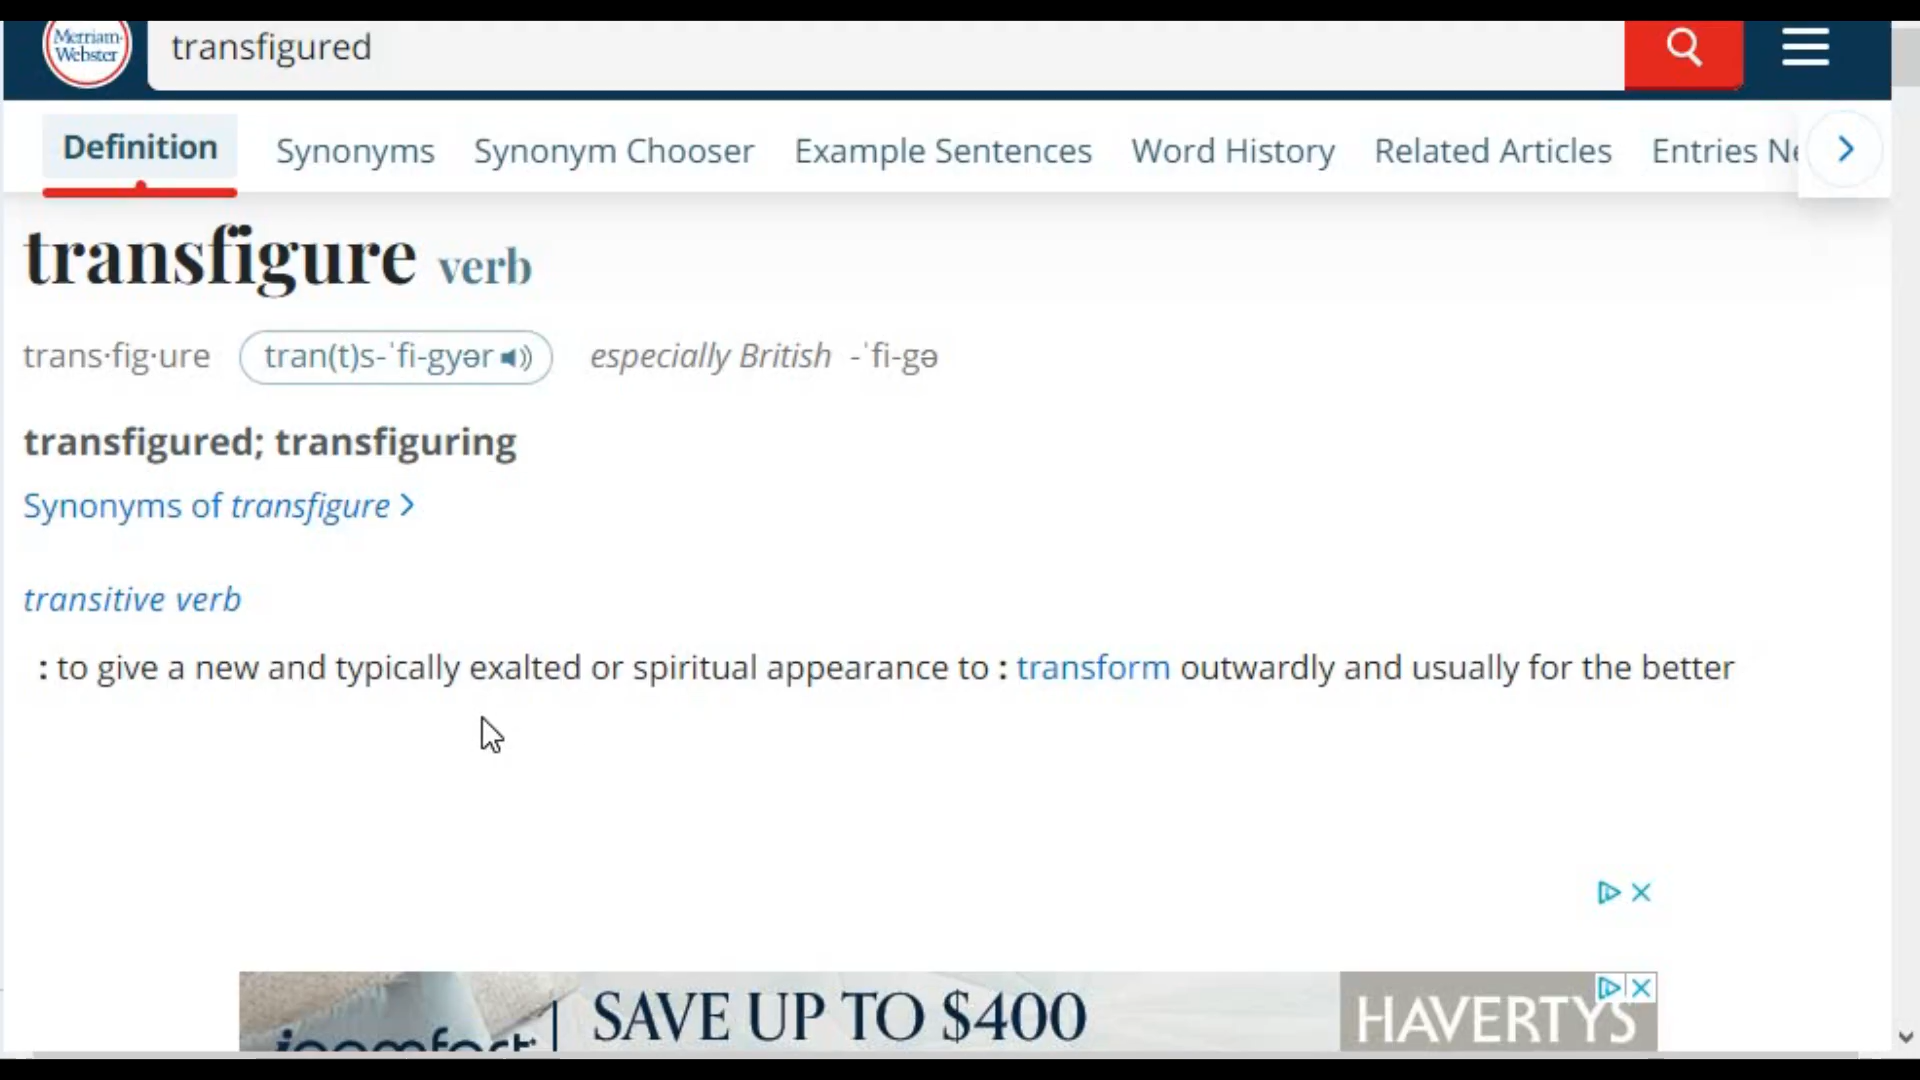 Merriam-
Webster
transfigured
Definition Synonyms Synonym Chooser Example Sentences Word History Related Articles Entries
transfigure verb
trans·fig·ure tran(t)s-ˈfi-gyər especially British -ˈfi-gə
transfigured; transfiguring
Synonyms of transfigure
transitive verb
: to give a new and typically exalted or spiritual appearance to : transform outwardly and usually for the better
SAVE UP TO $400 HAVERTYS